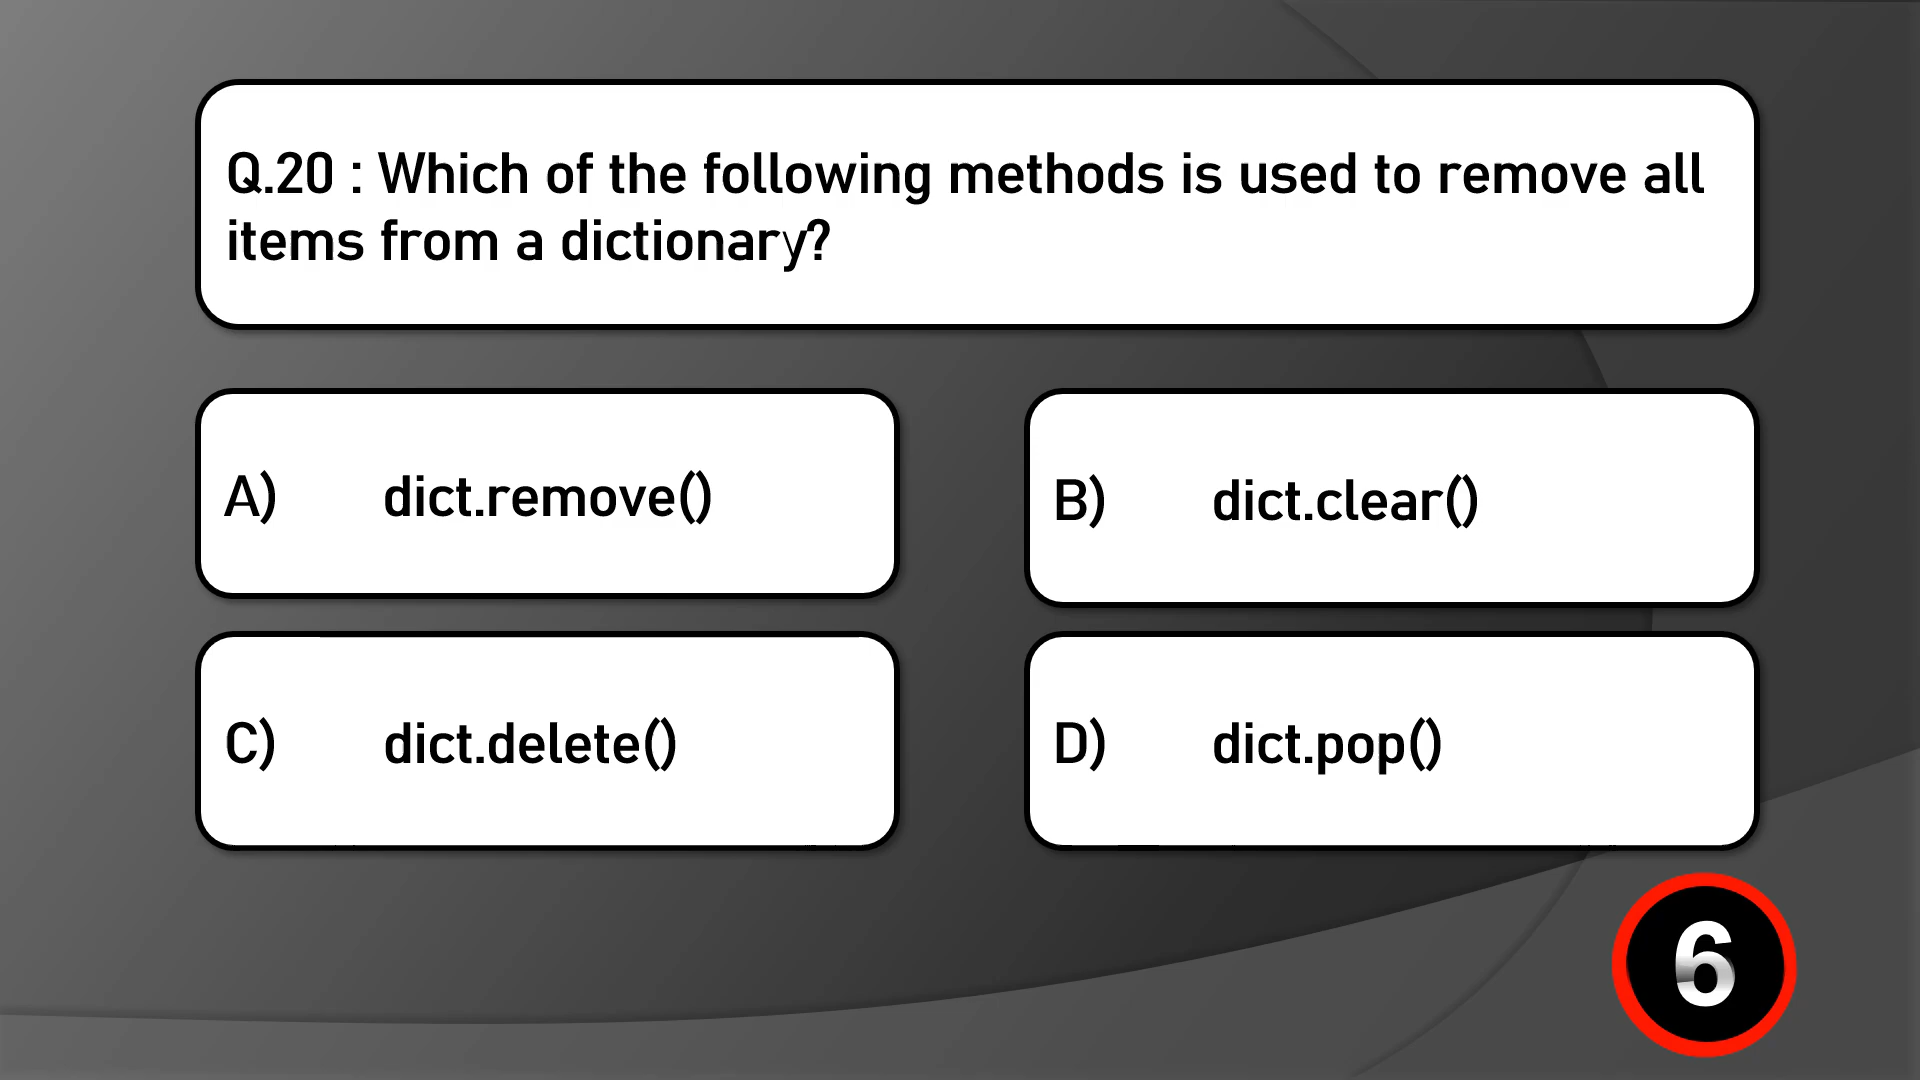 Q.20 : Which of the following methods is used to remove all
items from a dictionary?
A) dict.remove()
B) dict.clear()
C) dict.delete()
D) dict.pop()
6